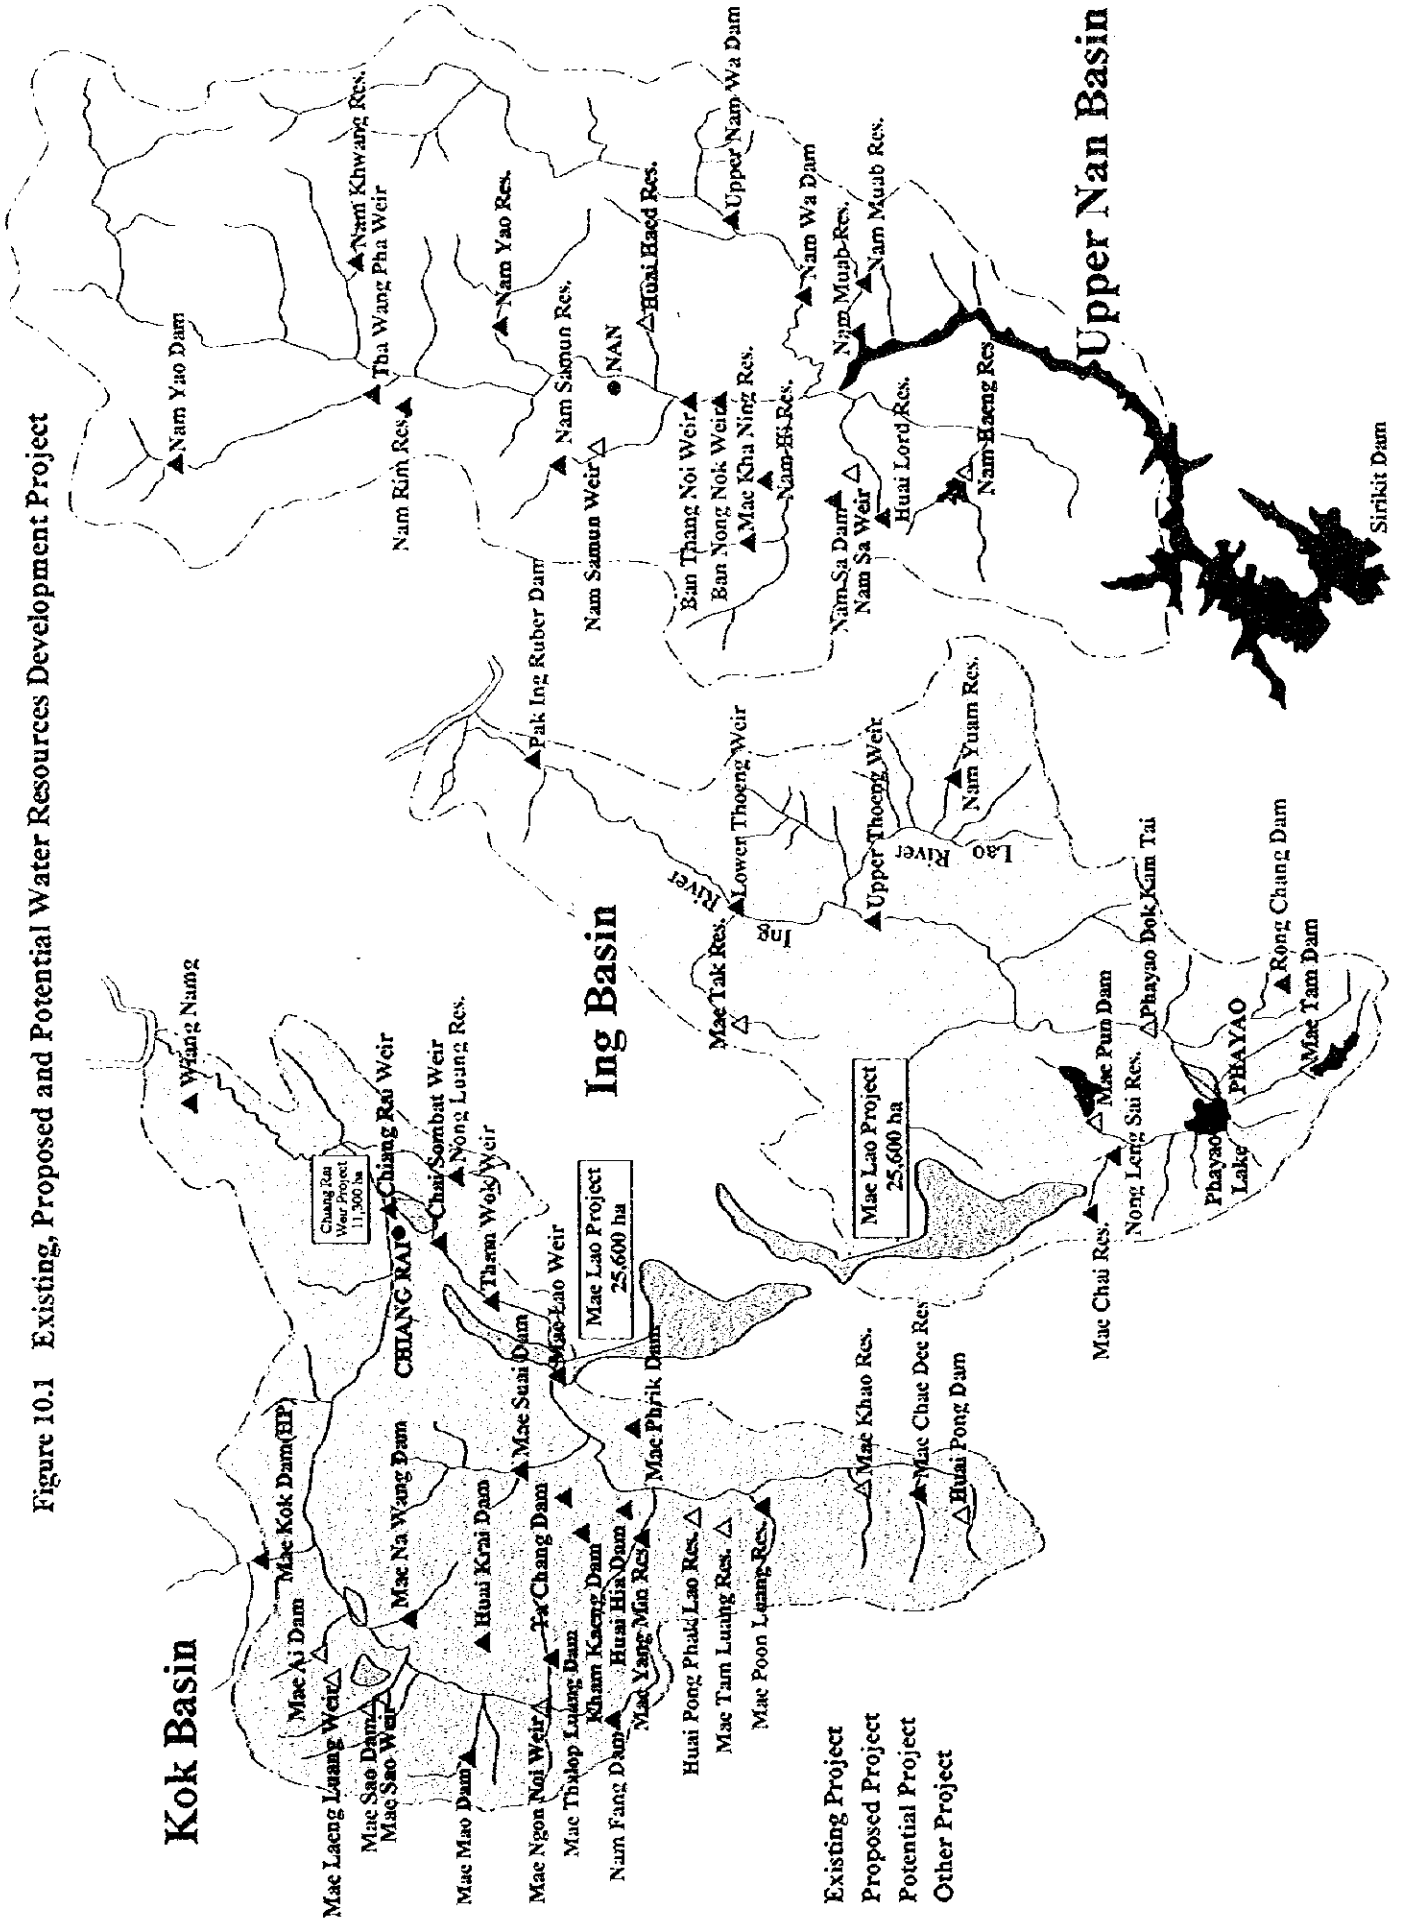 Figure 10.1 Existing, Proposed and Potential Water Resources Development Project
Kok Basin
Wiang Namg
Mae Kok Dam(HP)
Mae Ai Dam
Mae Laeng Luang Weir
Mae Sao Dam
Mae Sao Weir
Mae Na Wang Dam
Chiang Rai
Weir Project
11,300 ha
Chiang Rai Weir
CHIANG RAI
Chai Sombat Weir
Nong Luang Res.
Tham Wok Weir
Mae Mao Dam
Huai Krai Dam
Mae Suai Dam
Mae Lao Weir
Mae Ngon Noi Weir
Ta Chang Dam
Mae Thalop Luang Dam
Kham Kaeng Dam
Nam Fang Dam
Huai Hia Dam
Mae Yang Min Res
Mae Phrik Dam
Mae Lao Project
25,600 ha
Huai Pong Phak Lao Res.
Mae Tam Luang Res.
Mae Poon Luang Res.
Mae Khao Res.
Mae Chae Dee Res
Huai Pong Dam
Ing Basin
Pak Ing Ruber Dam
Ing River
Lower Thoeng Weir
Mae Tak Res.
Upper Thoeng Weir
Lao River
Nam Yuam Res.
Mae Lao Project
25,600 ha
Mae Chai Res.
Nong Leng Sai Res.
Mae Pun Dam
Phayao Dok Kam Tai
Phayao
Lake
PHAYAO
Rong Chang Dam
Mae Tam Dam
Upper Nan Basin
Nam Yao Dam
Nam Khwang Res.
Tha Wang Pha Weir
Nam Rim Res.
Nam Yao Res.
Nam Samun Res.
Nam Samun Weir
NAN
Huai Haed Res.
Ban Thang Noi Weir
Ban Nong Nok Weir
Mae Kha Ning Res.
Nam Hi Res.
Upper Nam Wa Dam
Nam Wa Dam
Nam Muab Res.
Nam Muab Res.
Nam Sa Dam
Nam Sa Weir
Huai Lord Res.
Nam Haeng Res.
Sirikit Dam
Existing Project
Proposed Project
Potential Project
Other Project